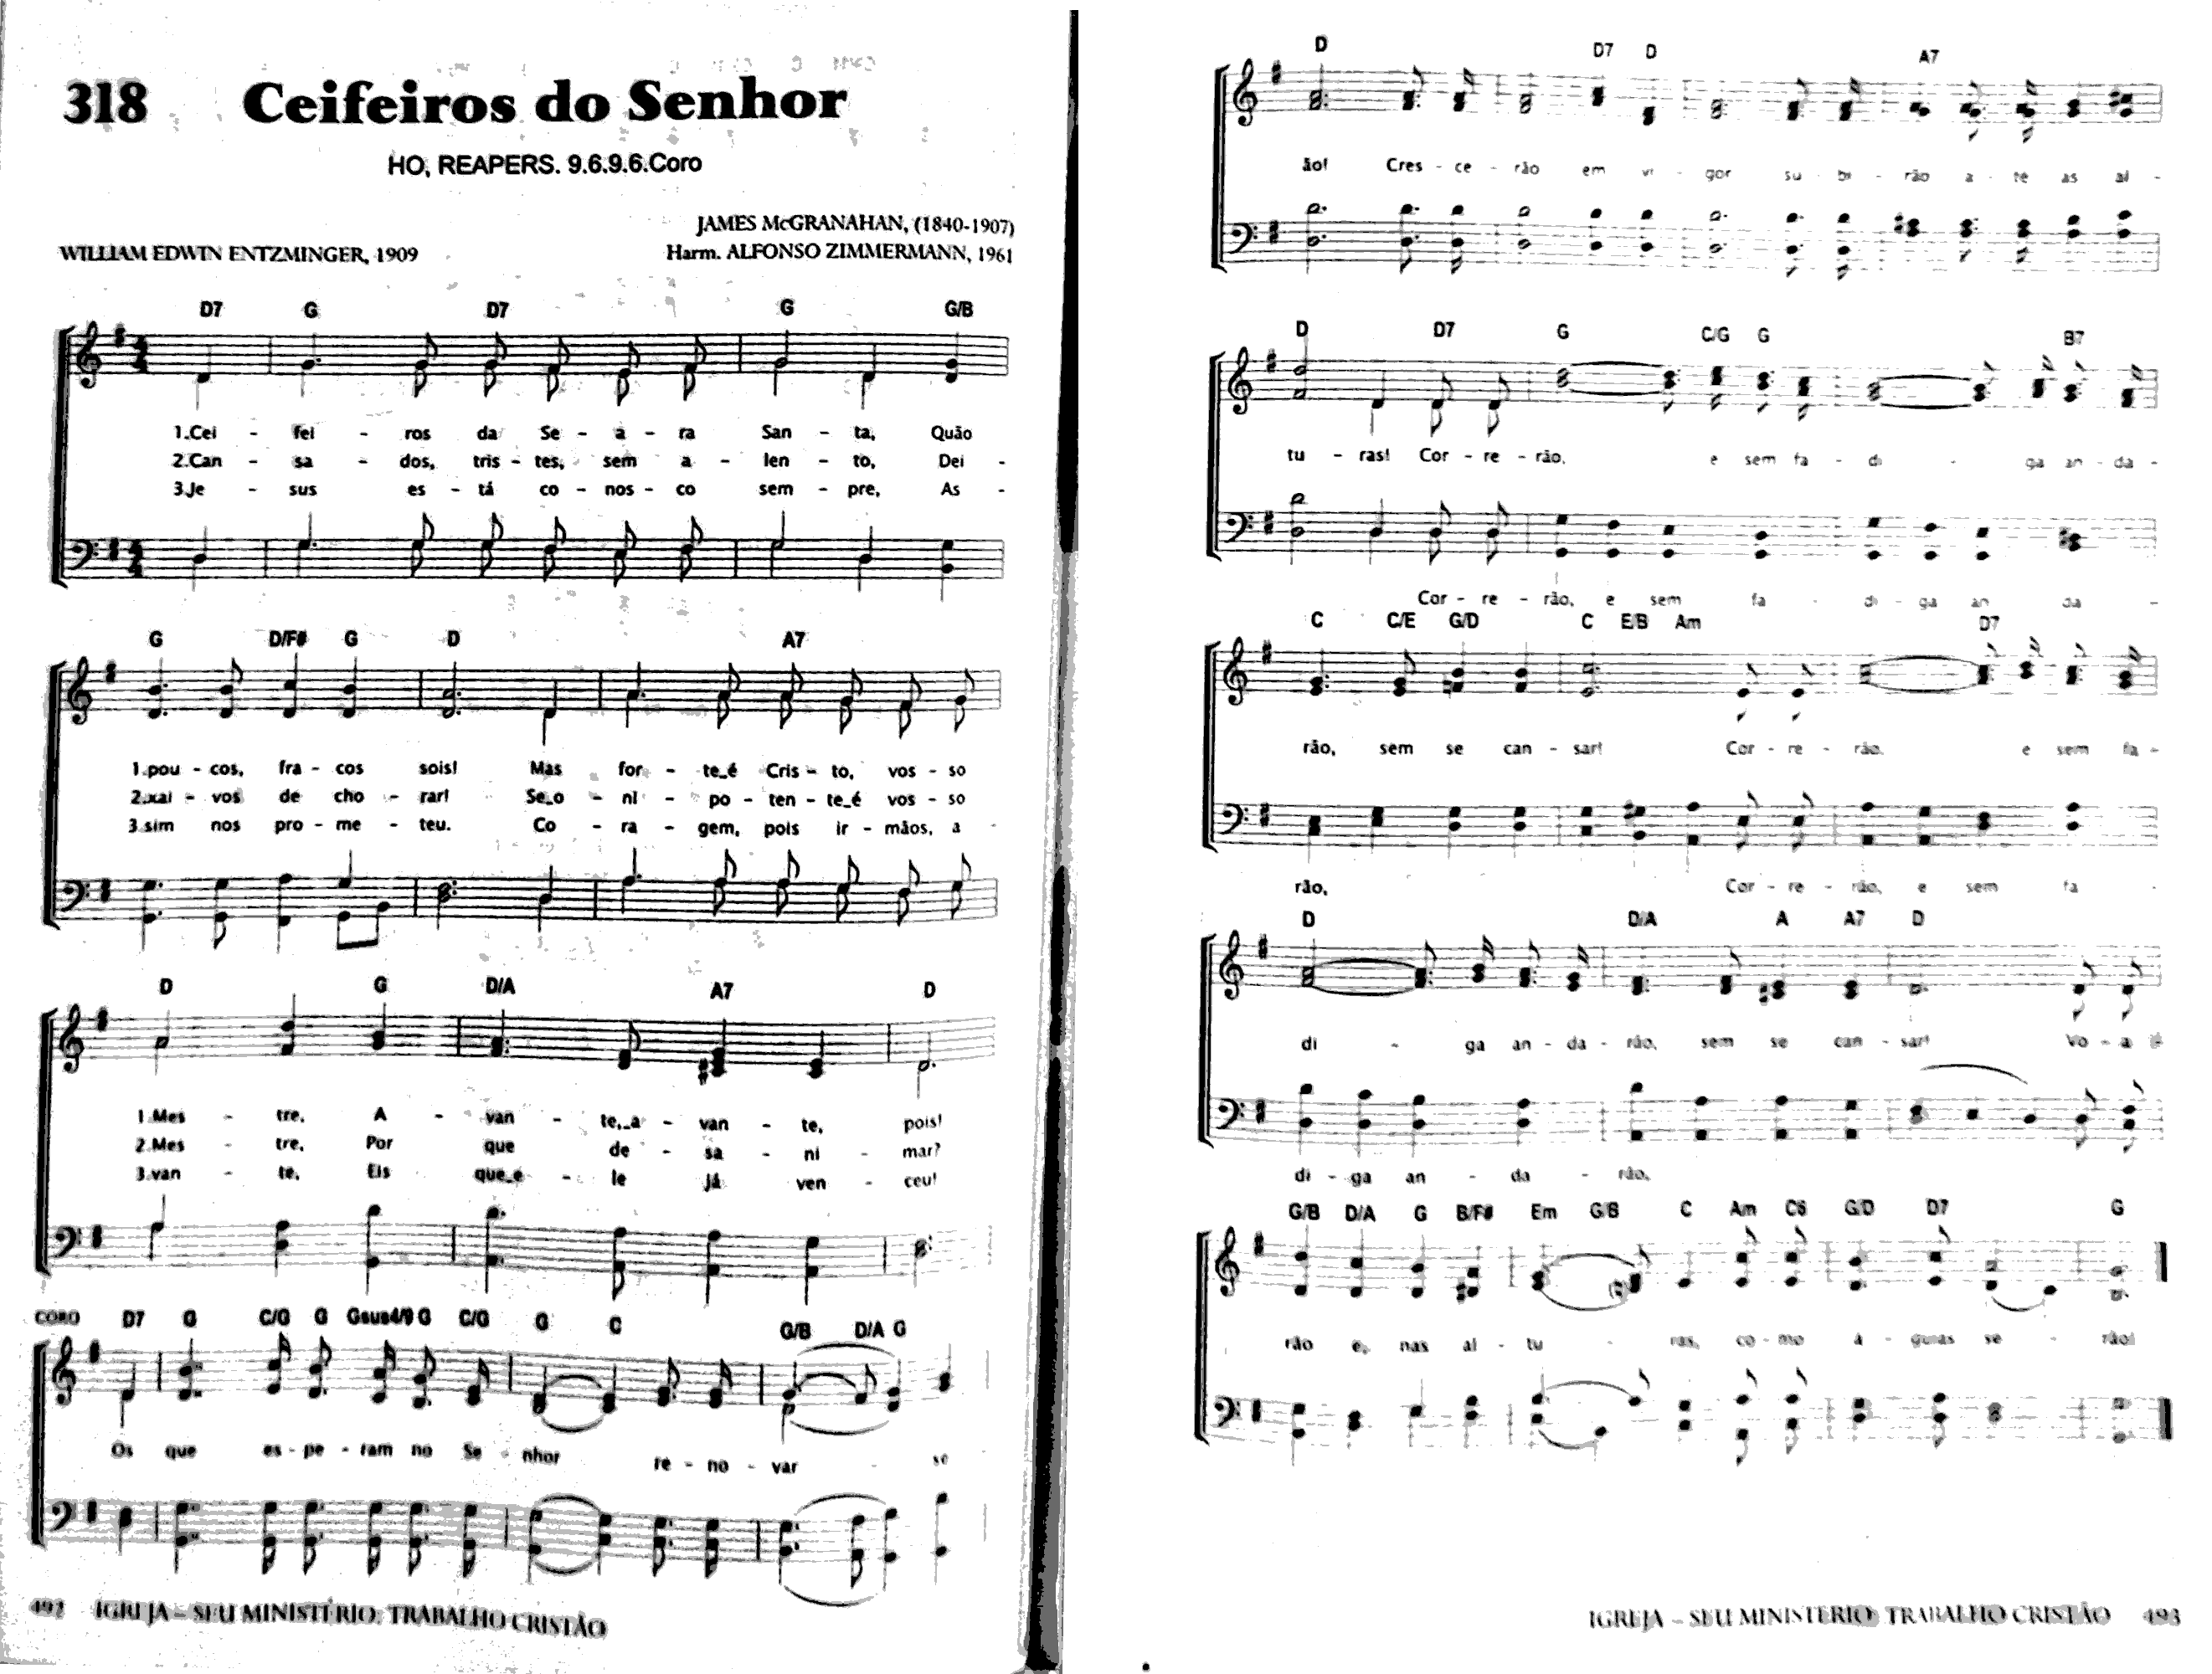 318 Ceifeiros do Senhor
HO, REAPERS. 9.6.9.6.Coro
JAMES McGRANAHAN, (1840-1907)
WILLIAM EDWIN ENTZMINGER, 1909 Harm. ALFONSO ZIMMERMANN, 1961
D7 G D7 G G/B
1.Cei - fei - ros da Se - a - ra San - ta, Quão
2.Can - sa - dos, tris - tes, sem a - len - to, Dei -
3.Je - sus es - tá co - nos - co sem - pre, As -
G D/F# G D A7
1.pou - cos, fra - cos sois! Mas for - te_é Cris - to, vos - so
2.xai - vos de cho - rar! Se_o - ni - po - ten - te_é vos - so
3.sim nos pro - me - teu. Co - ra - gem, pois ir - mãos, a -
D G D/A A7 D
1.Mes - tre, A - van - te,_a - van - te, pois!
2.Mes - tre, Por que de - sa - ni - mar?
3.van - te, Eis que_e - le Já ven - ceu!
CORO D7 G C/G G Gsus4/9 G C/G G C G/B D/A G
Os que es - pe - ram no Se - nhor re - no - var - se
492 IGREJA – SEU MINISTÉRIO: TRABALHO CRISTÃO
D D7 D A7
ão! Cres - ce - rão em vi - gor su - bi - rão a - té as al -
D D7 G C/G G B7
tu - ras! Cor - re - rão, e sem fa - di - ga an - da -
Cor - re - rão, e sem fa - di - ga an da -
C C/E G/D C E/B Am D7
rão, sem se can - sar! Cor - re - rão, e sem fa -
rão, Cor - re - rão, e sem fa -
D D/A A A7 D
di - ga an - da - rão, sem se can - sar! Vo - a
di - ga an - da - rão,
G/B D/A G B/F# Em G/B C Am C6 G/D D7 G
rão e, nas al - tu - ras, co - mo á - guias se - rão!
IGREJA – SEU MINISTÉRIO: TRABALHO CRISTÃO 493